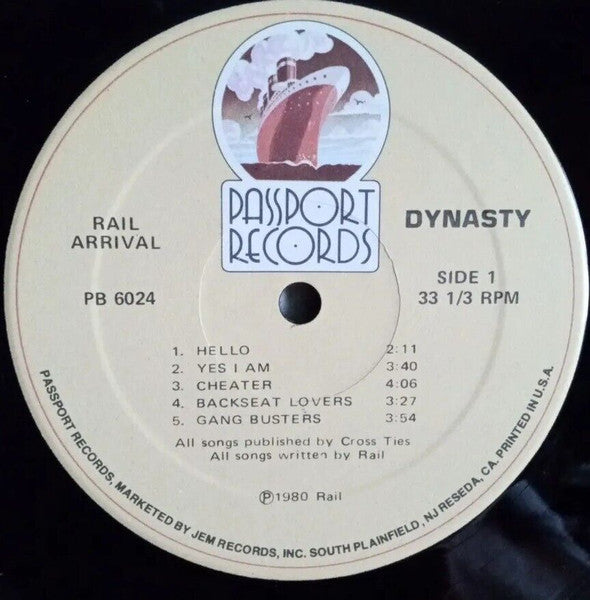 PASSPORT
RECORDS
RAIL
ARRIVAL
PB 6024
DYNASTY
SIDE 1
33 1/3 RPM
1. HELLO 2:11
2. YES I AM 3:40
3. CHEATER 4:06
4. BACKSEAT LOVERS 3:27
5. GANG BUSTERS 3:54
All songs published by Cross Ties
All songs written by Rail
Ⓟ1980 Rail
PASSPORT RECORDS, MARKETED BY JEM RECORDS, INC. SOUTH PLAINFIELD, NJ RESEDA, CA. PRINTED IN U.S.A.